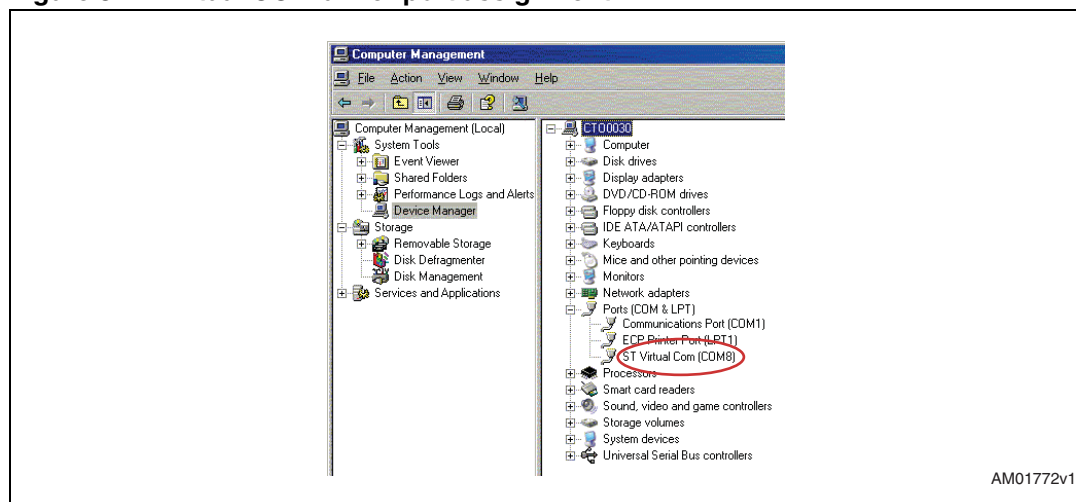 Computer Management
File Action View Window Help
Computer Management (Local)
System Tools
Event Viewer
Shared Folders
Performance Logs and Alerts
Device Manager
Storage
Removable Storage
Disk Defragmenter
Disk Management
Services and Applications
CTO0030
Computer
Disk drives
Display adapters
DVD/CD-ROM drives
Floppy disk controllers
IDE ATA/ATAPI controllers
Keyboards
Mice and other pointing devices
Monitors
Network adapters
Ports (COM & LPT)
Communications Port (COM1)
ECP Printer Port (LPT1)
ST Virtual Com (COM8)
Processors
Smart card readers
Sound, video and game controllers
Storage volumes
System devices
Universal Serial Bus controllers
AM01772v1